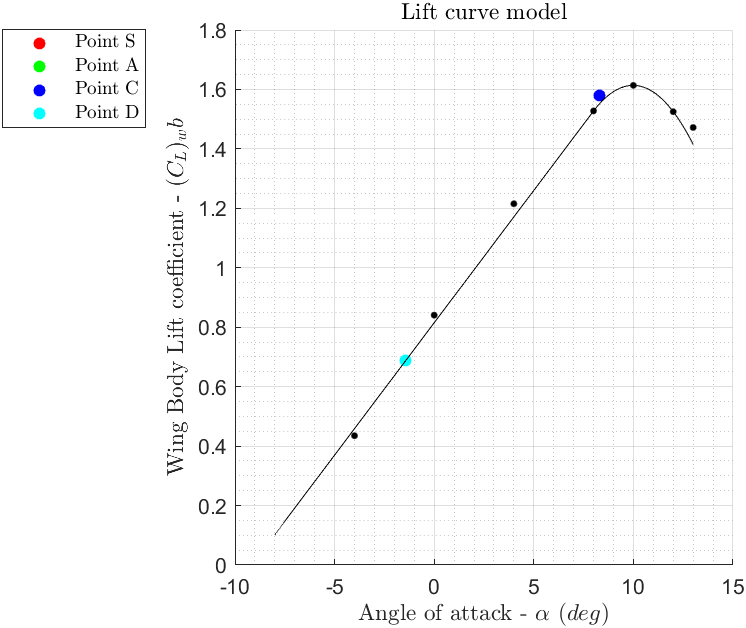 Lift curve model
Point S
Point A
Point C
Point D
Wing Body Lift coefficient - (C_L)_wb
1.8
1.6
1.4
1.2
1
0.8
0.6
0.4
0.2
0
-10
-5
0
5
10
15
Angle of attack - α (deg)